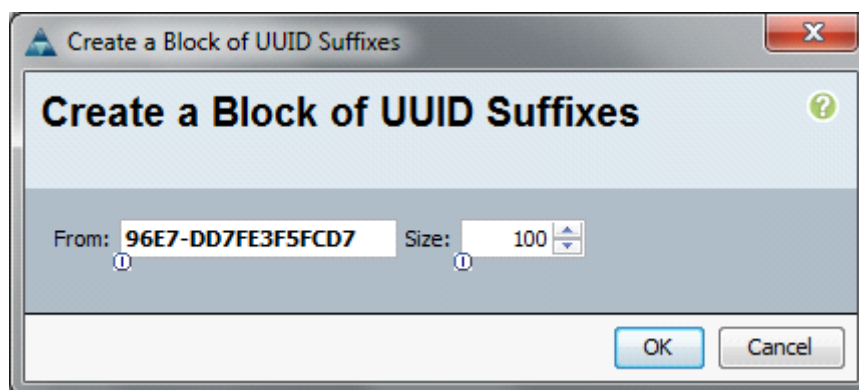 Create a Block of UUID Suffixes
Create a Block of UUID Suffixes
From: 96E7-DD7FE3F5FCD7 Size: 100
OK Cancel